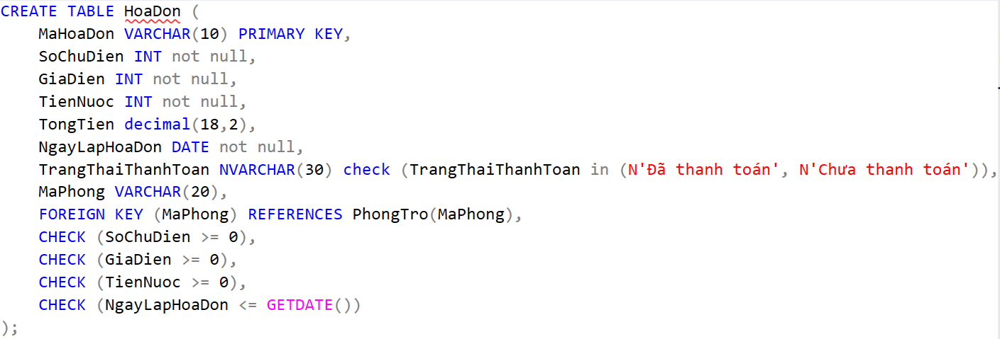 CREATE TABLE HoaDon (
    MaHoaDon VARCHAR(10) PRIMARY KEY,
    SoChuDien INT not null,
    GiaDien INT not null,
    TienNuoc INT not null,
    TongTien decimal(18,2),
    NgayLapHoaDon DATE not null,
    TrangThaiThanhToan NVARCHAR(30) check (TrangThaiThanhToan in (N'Đã thanh toán', N'Chưa thanh toán')),
    MaPhong VARCHAR(20),
    FOREIGN KEY (MaPhong) REFERENCES PhongTro(MaPhong),
    CHECK (SoChuDien >= 0),
    CHECK (GiaDien >= 0),
    CHECK (TienNuoc >= 0),
    CHECK (NgayLapHoaDon <= GETDATE())
);